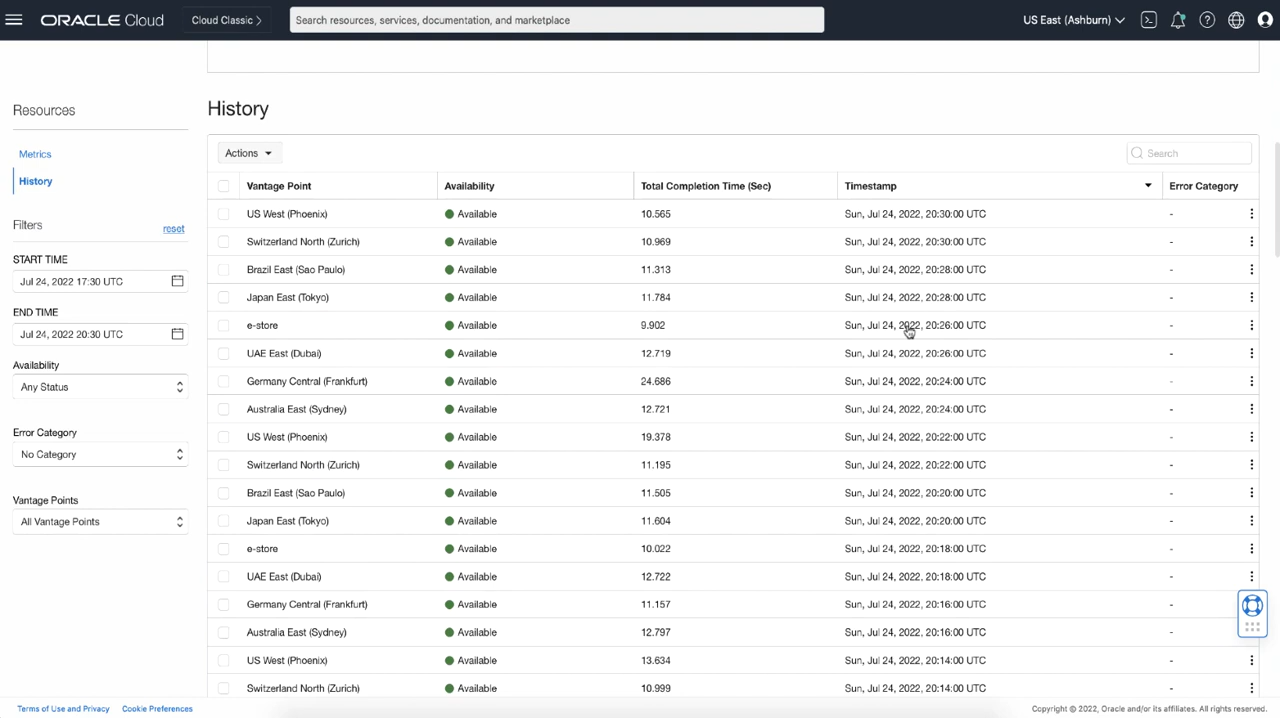 ORACLE Cloud Cloud Classic > Search resources, services, documentation, and marketplace US East (Ashburn)
Resources
Metrics
History
Filters reset
START TIME
Jul 24, 2022 17:30 UTC
END TIME
Jul 24, 2022 20:30 UTC
Availability
Any Status
Error Category
No Category
Vantage Points
All Vantage Points
History
Actions Search
Vantage Point Availability Total Completion Time (Sec) Timestamp Error Category
US West (Phoenix) Available 10.565 Sun, Jul 24, 2022, 20:30:00 UTC -
Switzerland North (Zurich) Available 10.969 Sun, Jul 24, 2022, 20:30:00 UTC -
Brazil East (Sao Paulo) Available 11.313 Sun, Jul 24, 2022, 20:28:00 UTC -
Japan East (Tokyo) Available 11.784 Sun, Jul 24, 2022, 20:28:00 UTC -
e-store Available 9.902 Sun, Jul 24, 2022, 20:26:00 UTC -
UAE East (Dubai) Available 12.719 Sun, Jul 24, 2022, 20:26:00 UTC -
Germany Central (Frankfurt) Available 24.686 Sun, Jul 24, 2022, 20:24:00 UTC -
Australia East (Sydney) Available 12.721 Sun, Jul 24, 2022, 20:24:00 UTC -
US West (Phoenix) Available 19.378 Sun, Jul 24, 2022, 20:22:00 UTC -
Switzerland North (Zurich) Available 11.195 Sun, Jul 24, 2022, 20:22:00 UTC -
Brazil East (Sao Paulo) Available 11.505 Sun, Jul 24, 2022, 20:20:00 UTC -
Japan East (Tokyo) Available 11.604 Sun, Jul 24, 2022, 20:20:00 UTC -
e-store Available 10.022 Sun, Jul 24, 2022, 20:18:00 UTC -
UAE East (Dubai) Available 12.722 Sun, Jul 24, 2022, 20:18:00 UTC -
Germany Central (Frankfurt) Available 11.157 Sun, Jul 24, 2022, 20:16:00 UTC -
Australia East (Sydney) Available 12.797 Sun, Jul 24, 2022, 20:16:00 UTC -
US West (Phoenix) Available 13.634 Sun, Jul 24, 2022, 20:14:00 UTC -
Switzerland North (Zurich) Available 10.999 Sun, Jul 24, 2022, 20:14:00 UTC -
Terms of Use and Privacy Cookie Preferences Copyright © 2022, Oracle and/or its affiliates. All rights reserved.